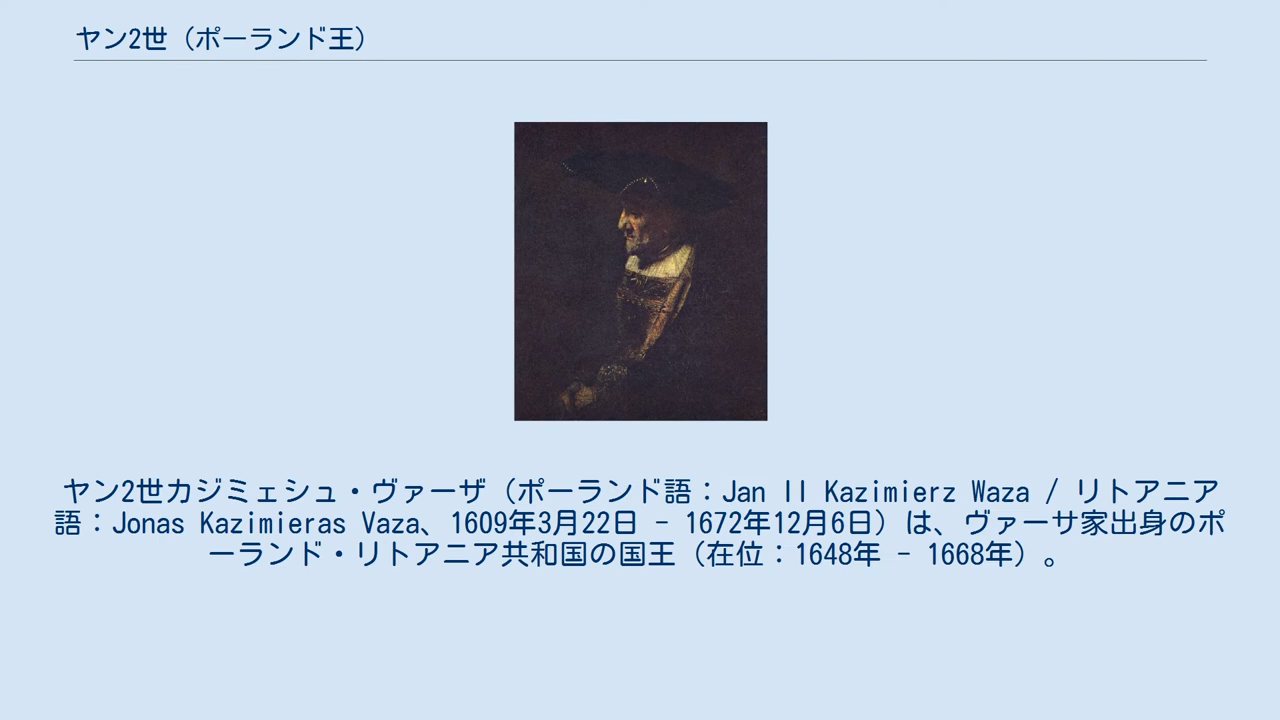 ヤン2世（ポーランド王）
ヤン2世カジミェシュ・ヴァーザ（ポーランド語：Jan II Kazimierz Waza / リトアニア
語：Jonas Kazimieras Vaza、1609年3月22日 - 1672年12月6日）は、ヴァーサ家出身のポ
ーランド・リトアニア共和国の国王（在位：1648年 - 1668年）。